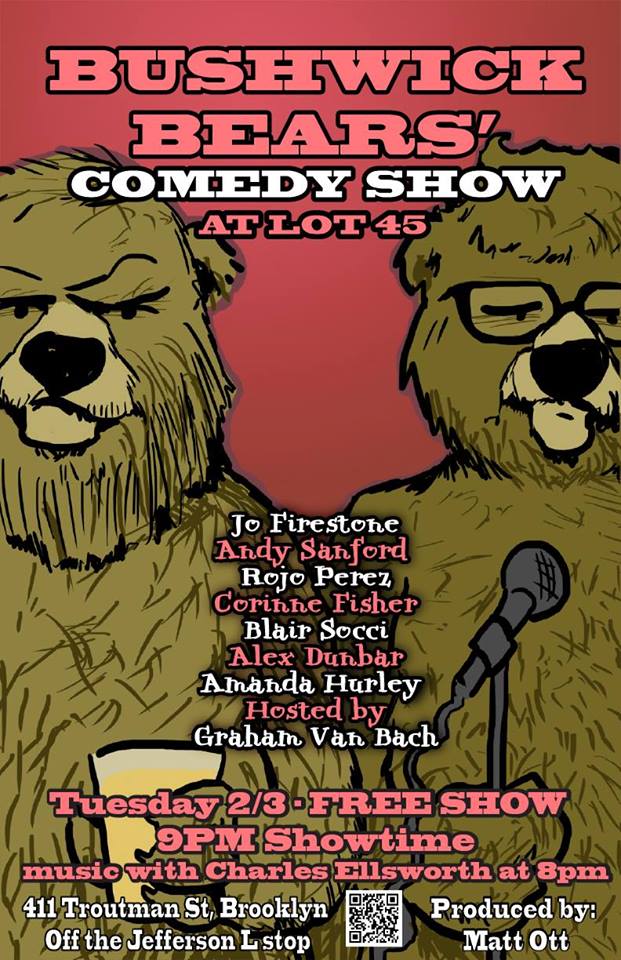 BUSHWICK
BEARS'
COMEDY SHOW
AT LOT 45
Jo Firestone
Andy Sanford
Rojo Perez
Corinne Fisher
Blair Socci
Alex Dunbar
Amanda Hurley
Hosted by
Graham Van Bach
Tuesday 2/3 · FREE SHOW
9PM Showtime
music with Charles Ellsworth at 8pm
411 Troutman St, Brooklyn
Off the Jefferson L stop
Produced by:
Matt Ott